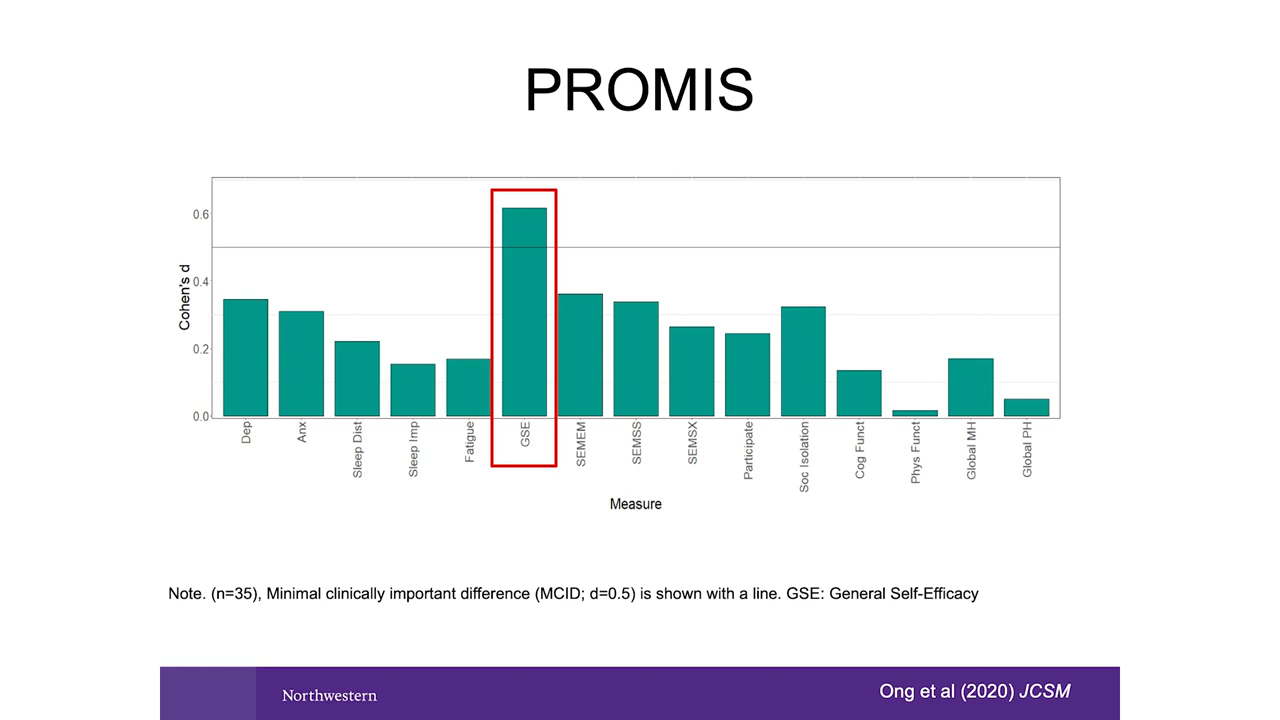 PROMIS
Cohen's d
0.6
0.4
0.2
0.0
Dep
Anx
Sleep Dist
Sleep Imp
Fatigue
GSE
SEMEM
SEMSS
SEMSX
Participate
Soc Isolation
Cog Funct
Phys Funct
Global MH
Global PH
Measure
Note. (n=35), Minimal clinically important difference (MCID; d=0.5) is shown with a line. GSE: General Self-Efficacy
Northwestern
Ong et al (2020) JCSM